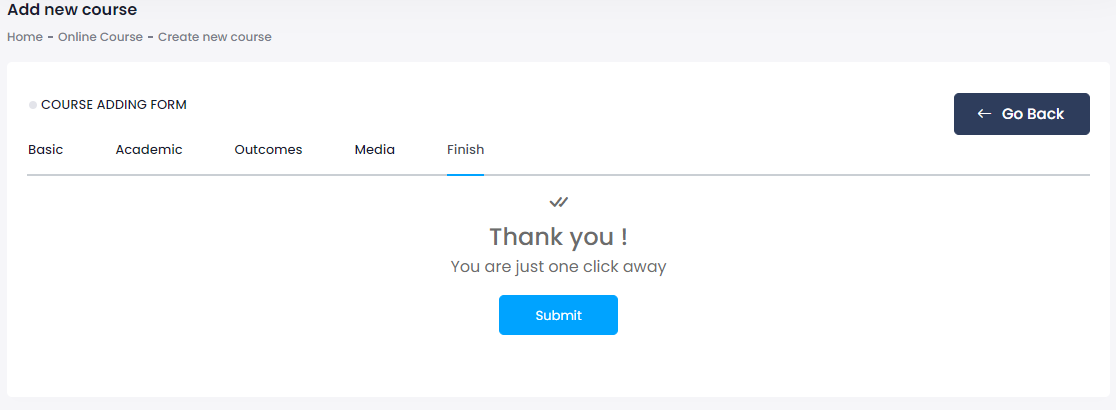 Add new course
Home - Online Course - Create new course
COURSE ADDING FORM
Go Back
Basic Academic Outcomes Media Finish
Thank you !
You are just one click away
Submit